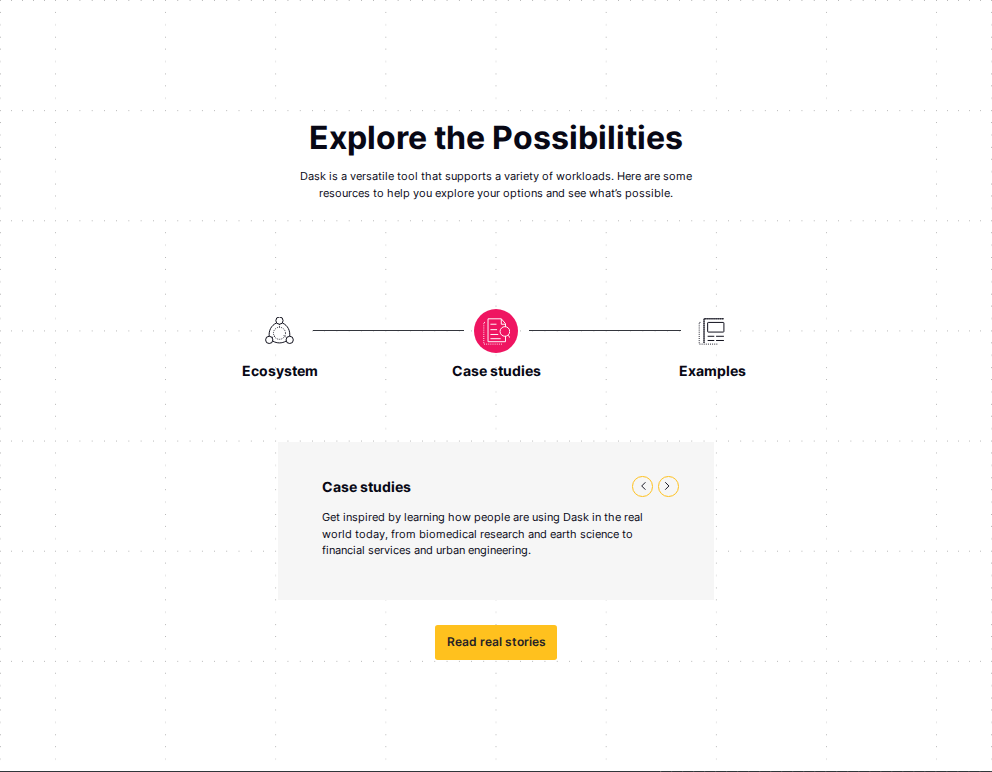 Explore the Possibilities
Dask is a versatile tool that supports a variety of workloads. Here are some
resources to help you explore your options and see what’s possible.
Ecosystem
Case studies
Examples
Case studies
Get inspired by learning how people are using Dask in the real
world today, from biomedical research and earth science to
financial services and urban engineering.
Read real stories